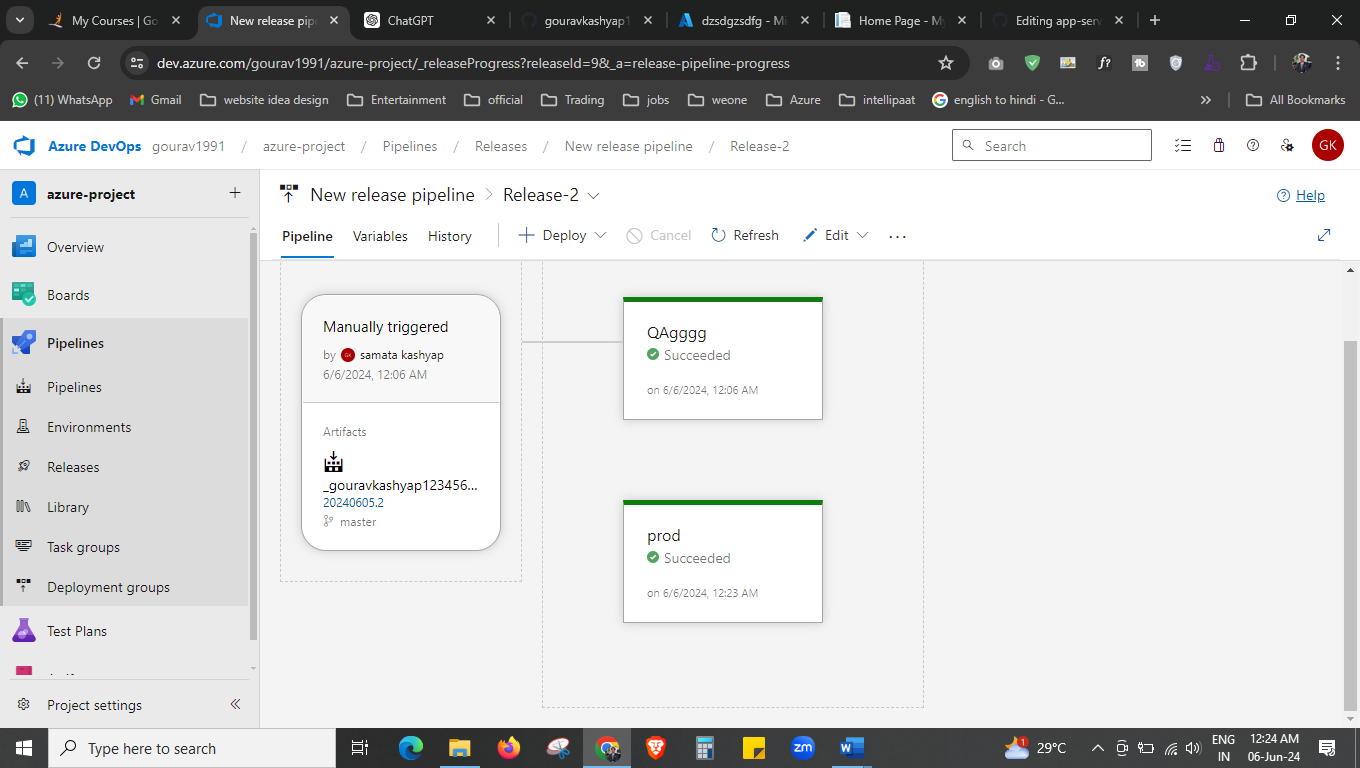 My Courses | Go
New release pip
ChatGPT
gouravkashyap1
dzsdgzsdfg - Mi
Home Page - My
Editing app-serv
dev.azure.com/gourav1991/azure-project/_releaseProgress?releaseId=9&_a=release-pipeline-progress
(11) WhatsApp
Gmail
website idea design
Entertainment
official
Trading
jobs
weone
Azure
intellipaat
english to hindi - G...
All Bookmarks
Azure DevOps gourav1991 / azure-project / Pipelines / Releases / New release pipeline / Release-2
Search
GK
A azure-project
New release pipeline > Release-2
Help
Pipeline Variables History Deploy Cancel Refresh Edit ...
Overview
Boards
Pipelines
Pipelines
Environments
Releases
Library
Task groups
Deployment groups
Test Plans
Project settings
Manually triggered
by GK samata kashyap
6/6/2024, 12:06 AM
Artifacts
_gouravkashyap123456...
20240605.2
master
QAgggg
Succeeded
on 6/6/2024, 12:06 AM
prod
Succeeded
on 6/6/2024, 12:23 AM
Type here to search
zm
29°C
ENG
IN
12:24 AM
06-Jun-24